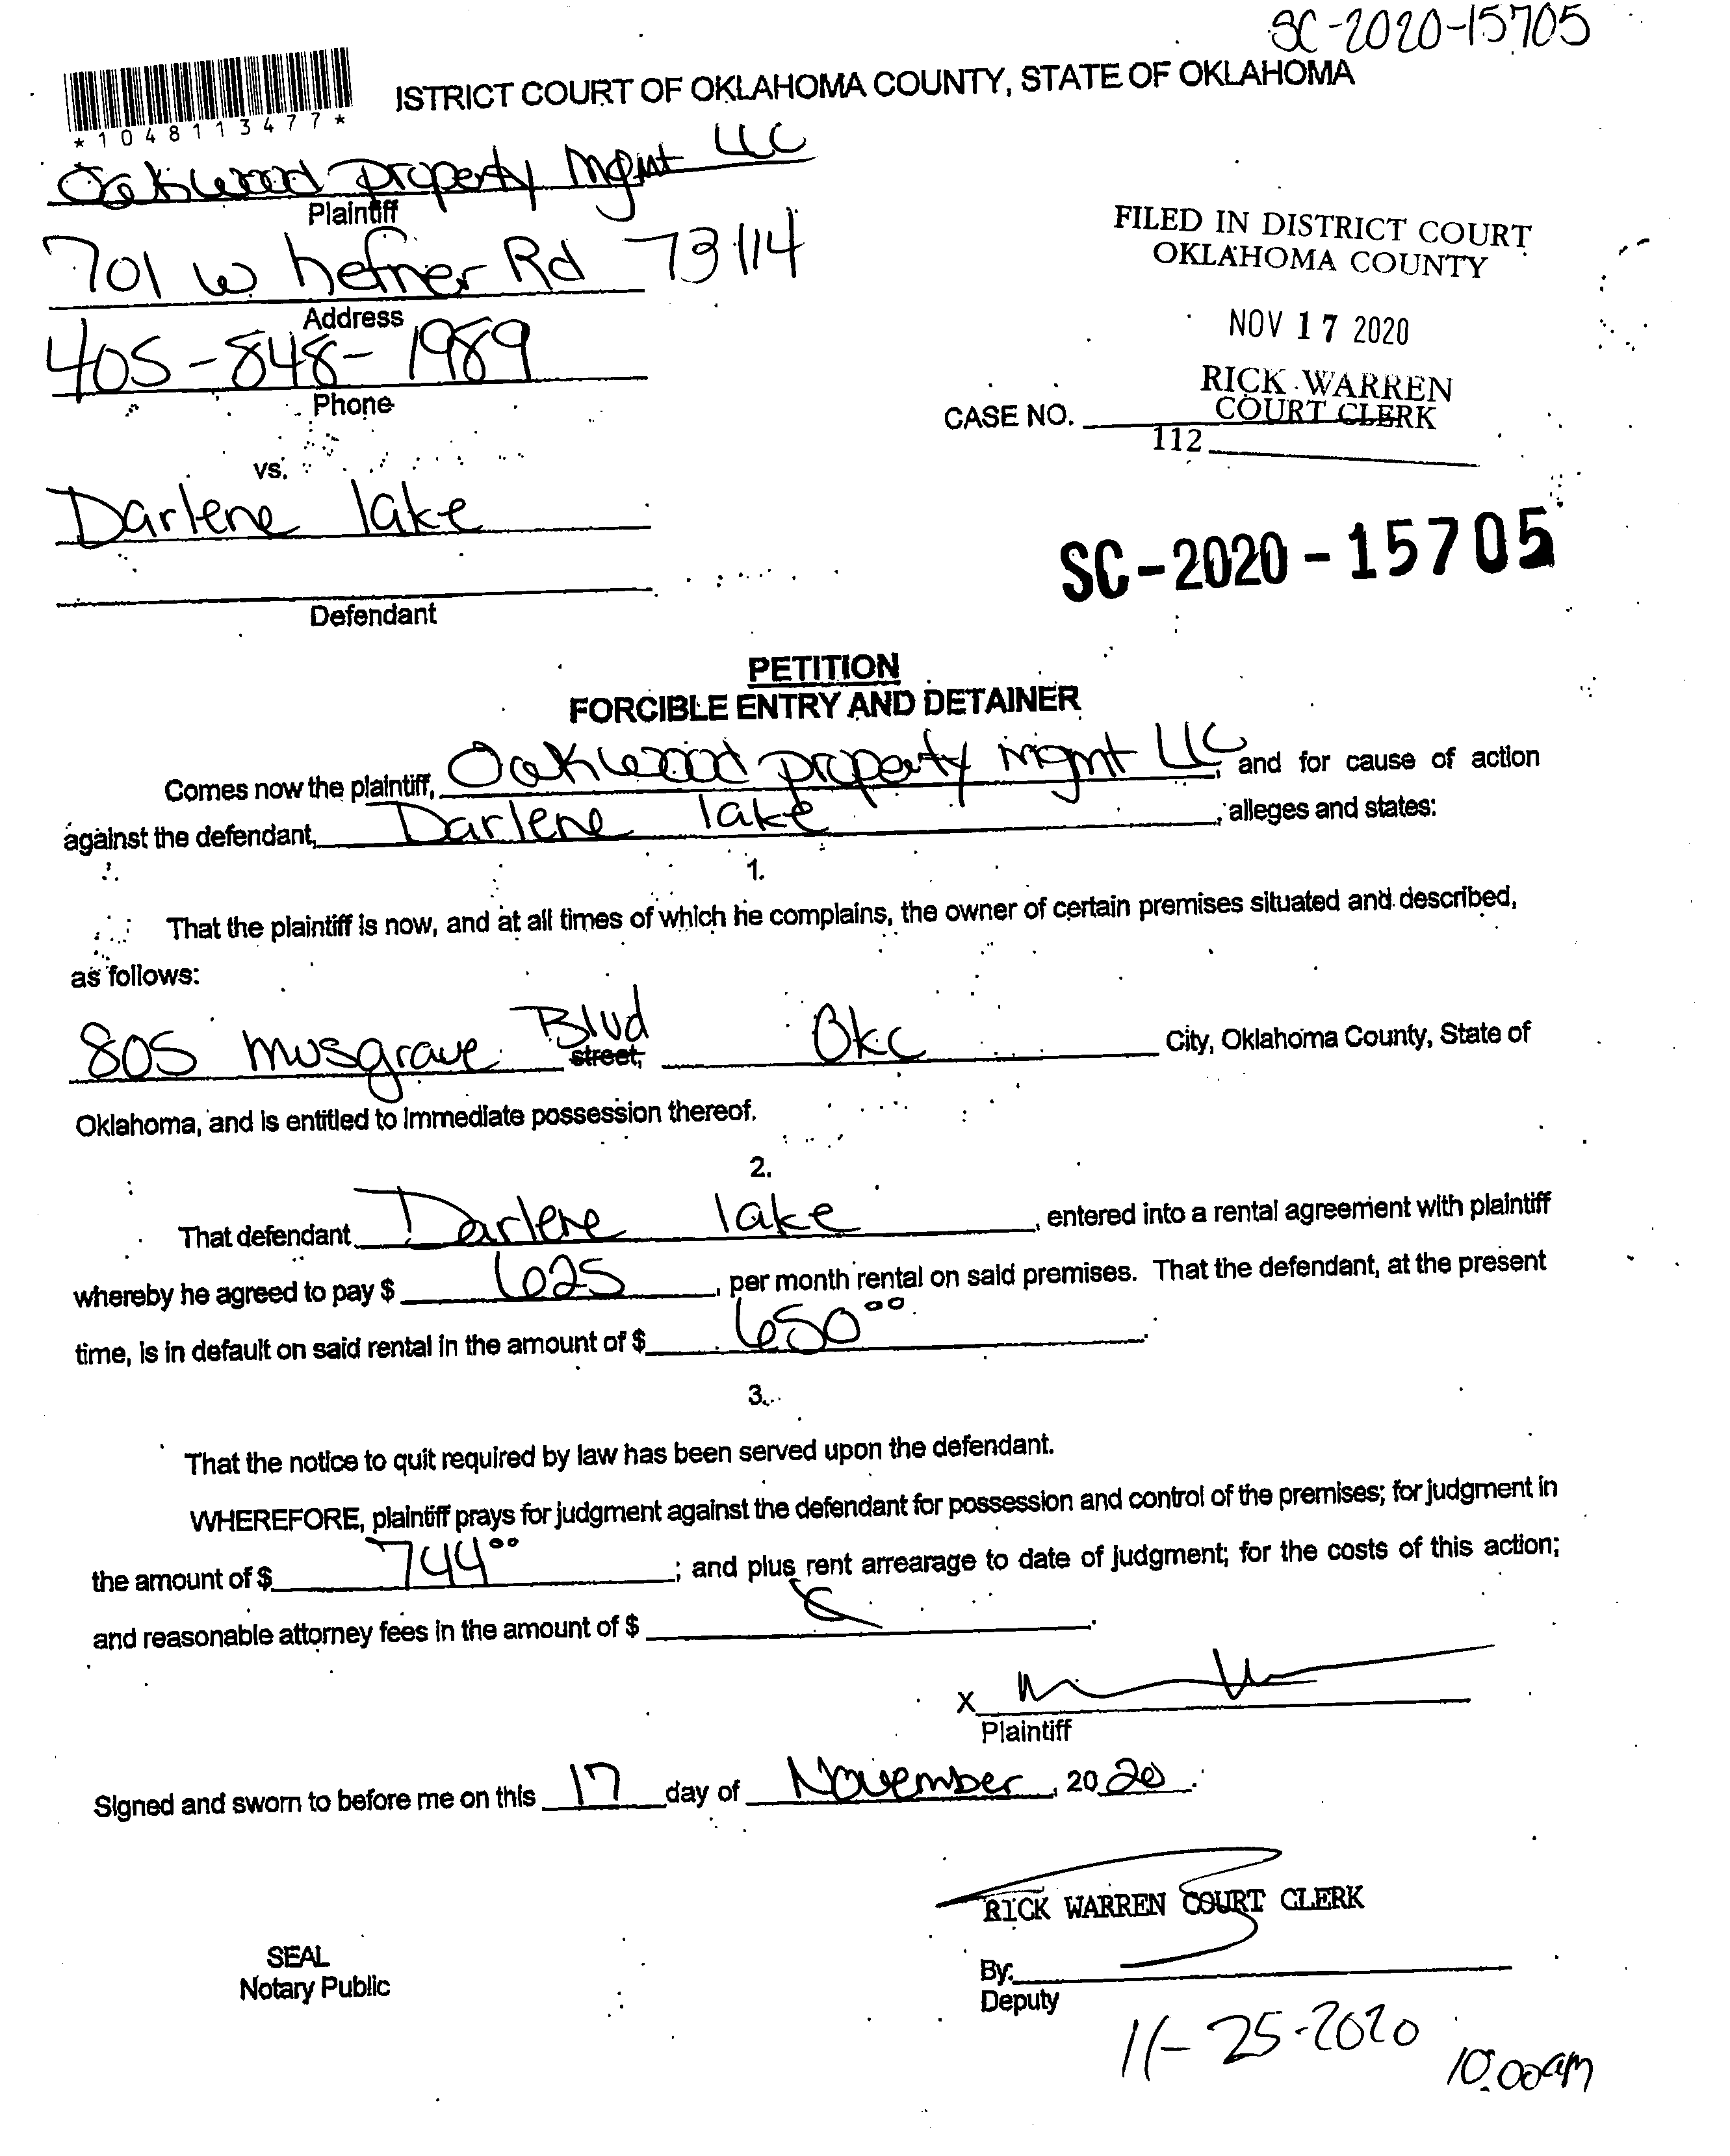 SC-2020-15705
ISTRICT COURT OF OKLAHOMA COUNTY, STATE OF OKLAHOMA
*1048113477*
Oakwood property Mgmt LLC
Plaintiff
701 w hefner Rd 73114
Address
405-848-1989
Phone
FILED IN DISTRICT COURT
OKLAHOMA COUNTY
NOV 17 2020
RICK WARREN
COURT CLERK
CASE NO.
112
vs.
Darlene lake
Defendant
SC-2020-15705
PETITION
FORCIBLE ENTRY AND DETAINER
Comes now the plaintiff, Oakwood property mgmt LLC, and for cause of action
against the defendant, Darlene lake, alleges and states:
1.
That the plaintiff is now, and at all times of which he complains, the owner of certain premises situated and described,
as follows:
805 musgrave Blvd street, Okc City, Oklahoma County, State of
Oklahoma, and is entitled to immediate possession thereof.
2.
That defendant Darlene lake, entered into a rental agreement with plaintiff
whereby he agreed to pay $ 625, per month rental on said premises. That the defendant, at the present
time, is in default on said rental in the amount of $ 650.00.
3.
That the notice to quit required by law has been served upon the defendant.
WHEREFORE, plaintiff prays for judgment against the defendant for possession and control of the premises; for judgment in
the amount of $ 744.00; and plus rent arrearage to date of judgment; for the costs of this action;
and reasonable attorney fees in the amount of $
X
Plaintiff
Signed and sworn to before me on this 17 day of November, 2020.
RICK WARREN COURT CLERK
SEAL
Notary Public
By:
Deputy
11-25-2020
10:00am